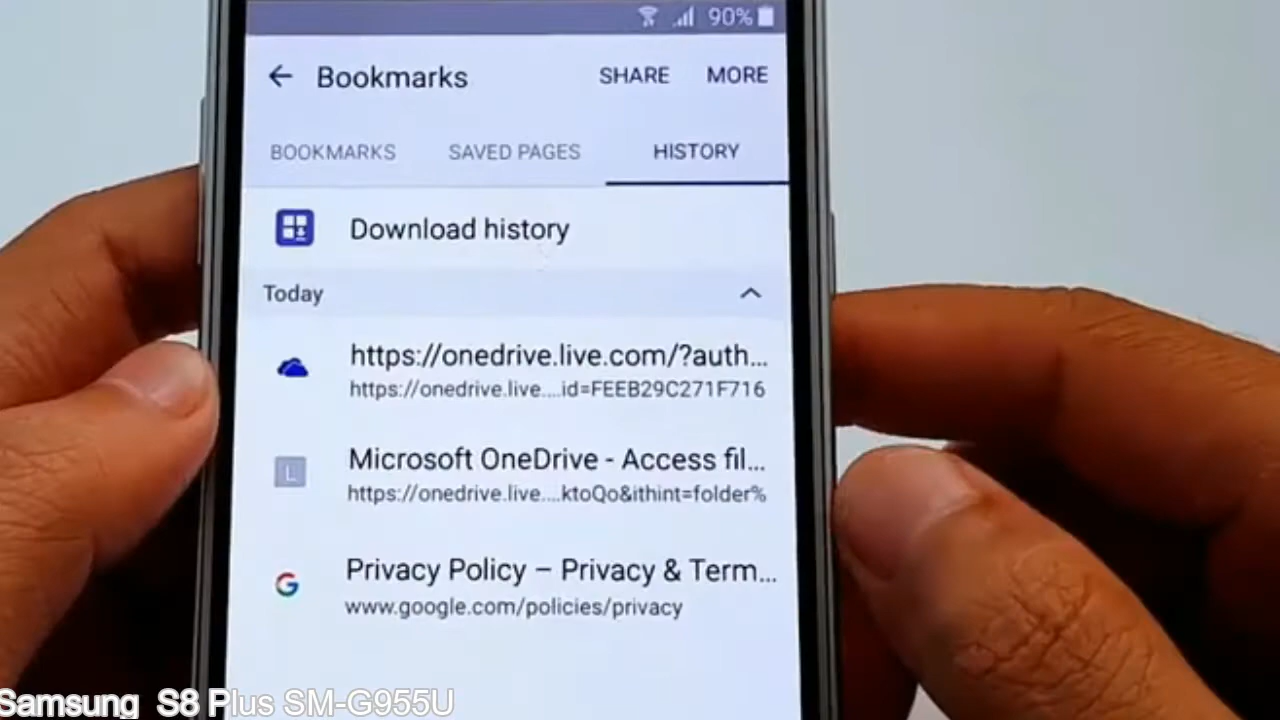 90%
Bookmarks SHARE MORE
BOOKMARKS SAVED PAGES HISTORY
Download history
Today
https://onedrive.live.com/?auth...
https://onedrive.live....id=FEEB29C271F716
L
Microsoft OneDrive - Access fil...
https://onedrive.live....ktoQo&ithint=folder%
G
Privacy Policy – Privacy & Term...
www.google.com/policies/privacy
Samsung S8 Plus SM-G955U